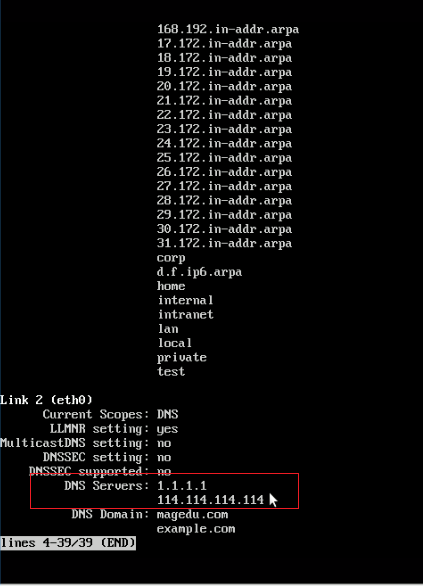 168.192.in-addr.arpa
17.172.in-addr.arpa
18.172.in-addr.arpa
19.172.in-addr.arpa
20.172.in-addr.arpa
21.172.in-addr.arpa
22.172.in-addr.arpa
23.172.in-addr.arpa
24.172.in-addr.arpa
25.172.in-addr.arpa
26.172.in-addr.arpa
27.172.in-addr.arpa
28.172.in-addr.arpa
29.172.in-addr.arpa
30.172.in-addr.arpa
31.172.in-addr.arpa
corp
d.f.ip6.arpa
home
internal
intranet
lan
local
private
test
Link 2 (eth0)
Current Scopes: DNS
LLMNR setting: yes
MulticastDNS setting: no
DNSSEC setting: no
DNSSEC supported: no
DNS Servers: 1.1.1.1
114.114.114.114
DNS Domain: magedu.com
example.com
lines 4-39/39 (END)